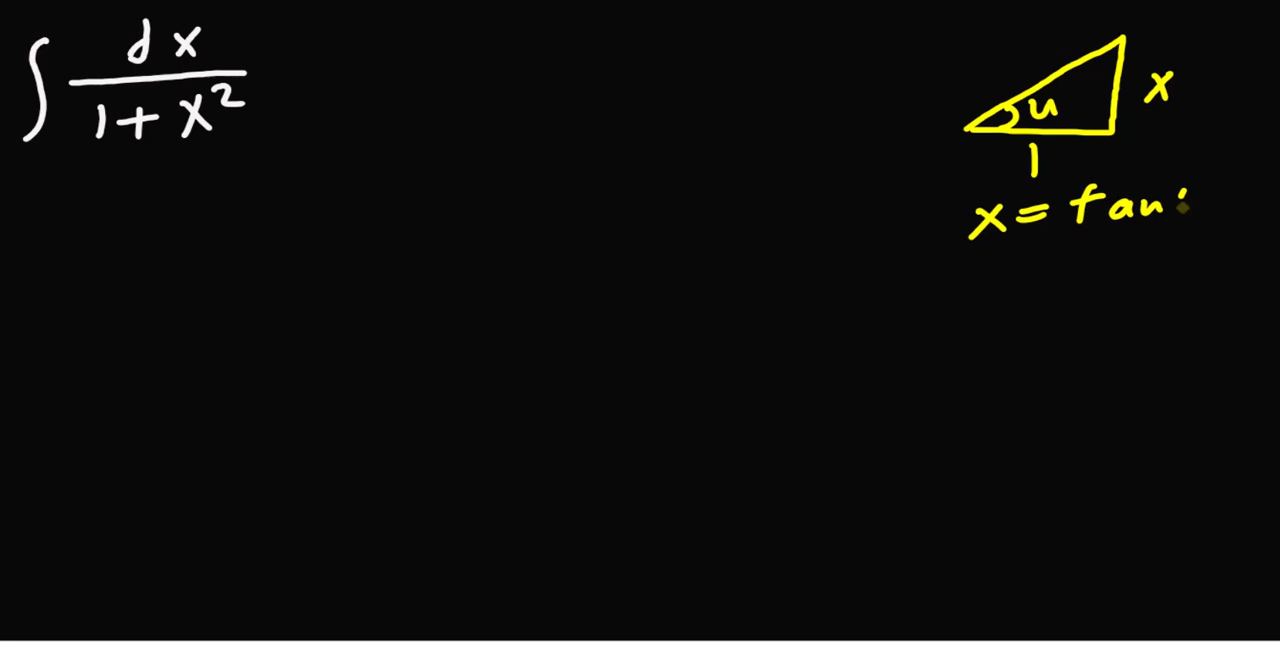 ∫ dx / (1 + x²)
u
x
1
x = tan